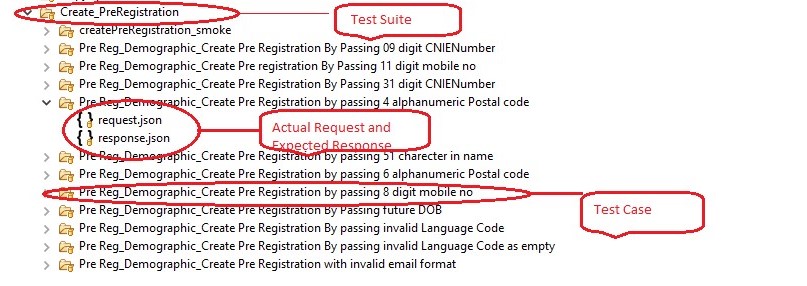 Create_PreRegistration
Test Suite
createPreRegistration_smoke
Pre Reg_Demographic_Create Pre Registration By Passing 09 digit CNIENumber
Pre Reg_Demographic_Create Pre registration By Passing 11 digit mobile no
Pre Reg_Demographic_Create Pre Registration By Passing 31 digit CNIENumber
Pre Reg_Demographic_Create Pre Registration by passing 4 alphanumeric Postal code
{ } request.json
Actual Request and
{ } response.json
Expected Response
Pre Reg_Demographic_Create Pre Registration by passing 51 charecter in name
Pre Reg_Demographic_Create Pre Registration by passing 6 alphanumeric Postal code
Pre Reg_Demographic_Create Pre Registration by passing 8 digit mobile no
Test Case
Pre Reg_Demographic_Create Pre Registration by Passing future DOB
Pre Reg_Demographic_Create Pre Registration By passing invalid Language Code
Pre Reg_Demographic_Create Pre Registration By passing invalid Language Code as empty
Pre Reg_Demographic_Create Pre Registration with invalid email format